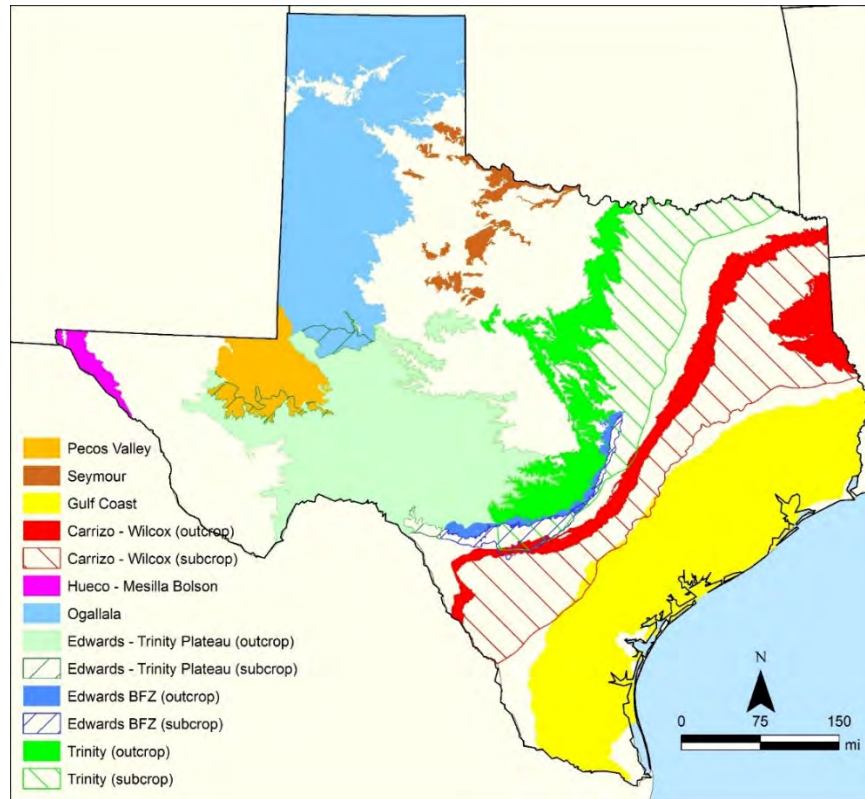 Pecos Valley
Seymour
Gulf Coast
Carrizo - Wilcox (outcrop)
Carrizo - Wilcox (subcrop)
Hueco - Mesilla Bolson
Ogallala
Edwards - Trinity Plateau (outcrop)
Edwards - Trinity Plateau (subcrop)
Edwards BFZ (outcrop)
Edwards BFZ (subcrop)
Trinity (outcrop)
Trinity (subcrop)
N
0 75 150
mi